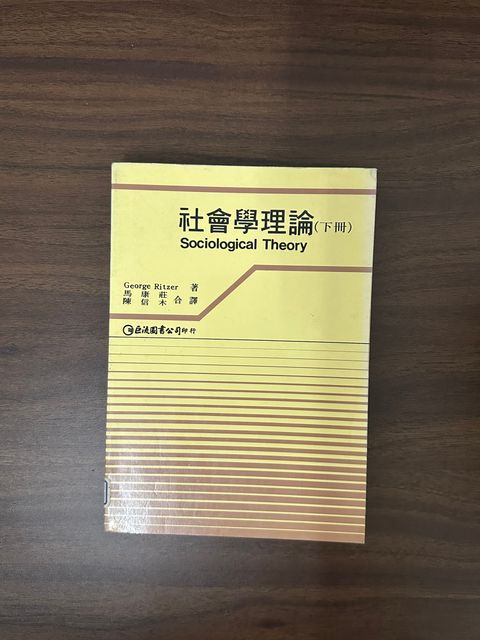 社會學理論(下冊)
Sociological Theory
George Ritzer 著
馬康莊
陳信木 合譯
巨流圖書公司印行